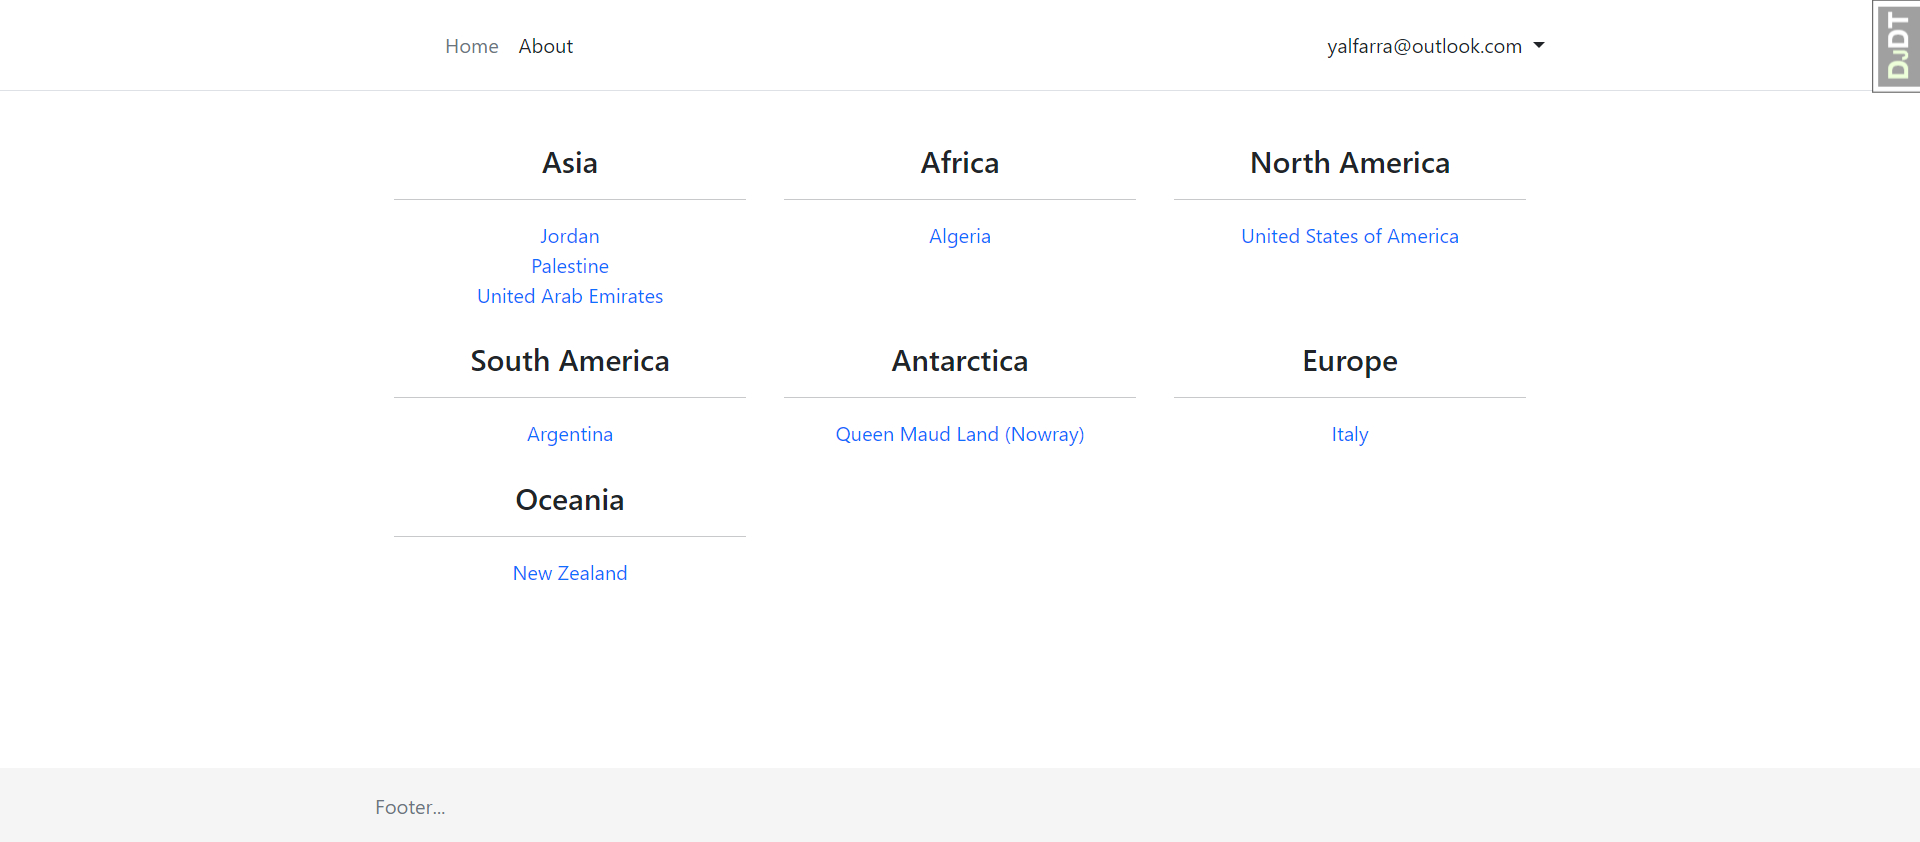 Home About yalfarra@outlook.com
DJDT
Asia
Jordan
Palestine
United Arab Emirates
Africa
Algeria
North America
United States of America
South America
Argentina
Antarctica
Queen Maud Land (Nowray)
Europe
Italy
Oceania
New Zealand
Footer...